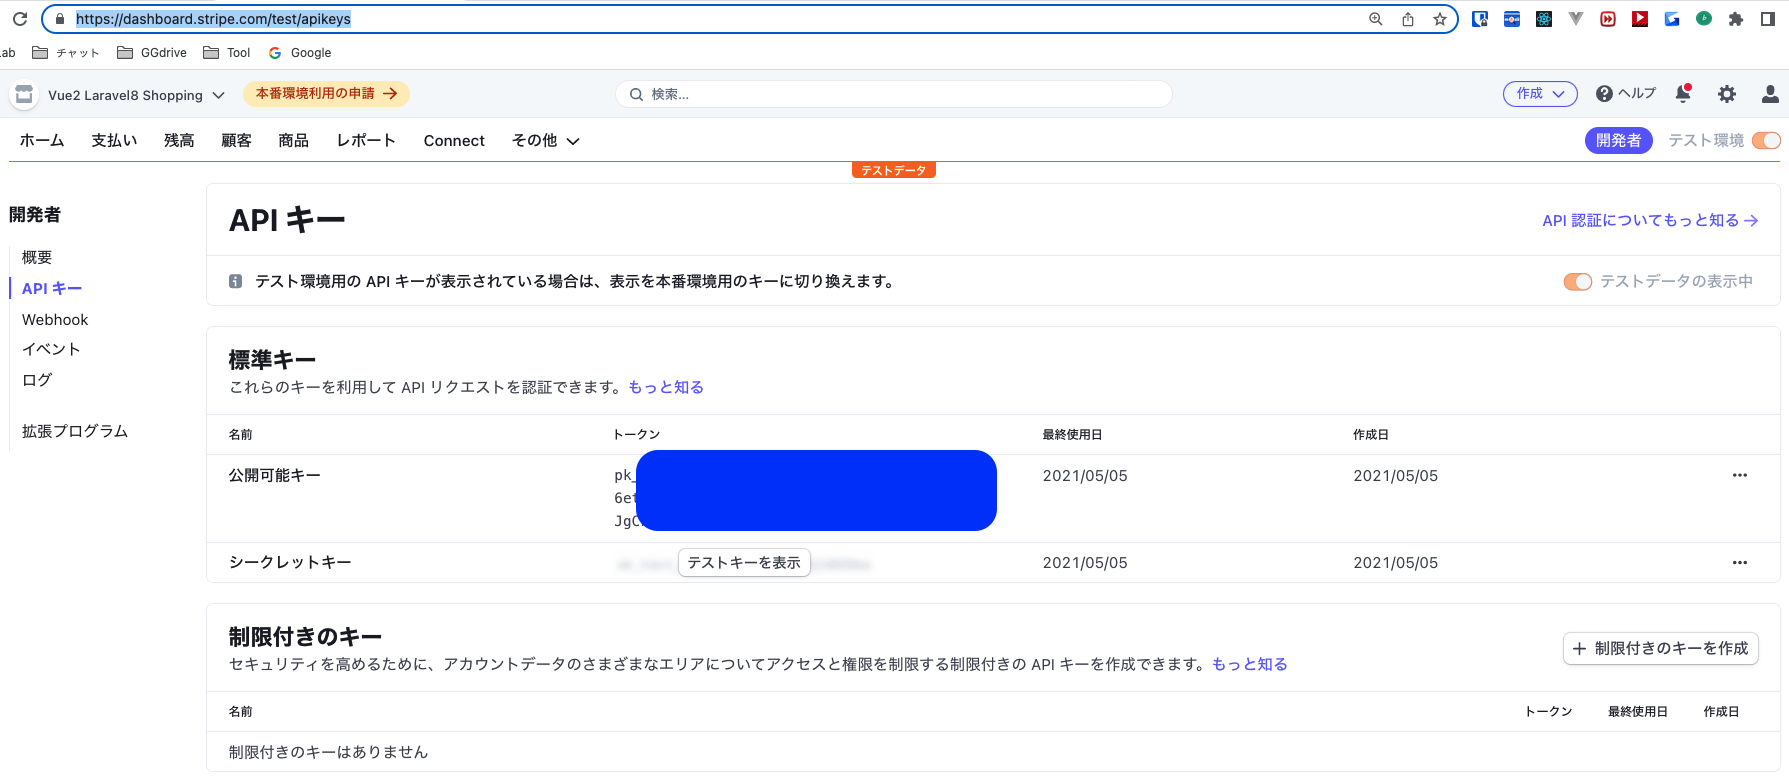 https://dashboard.stripe.com/test/apikeys
ab チャット GGdrive Tool Google
Vue2 Laravel8 Shopping 本番環境利用の申請 → 検索... 作成 ヘルプ
ホーム 支払い 残高 顧客 商品 レポート Connect その他 開発者 テスト環境
テストデータ
開発者
概要
API キー
Webhook
イベント
ログ
拡張プログラム
API キー
API 認証についてもっと知る →
テスト環境用の API キーが表示されている場合は、表示を本番環境用のキーに切り換えます。 テストデータの表示中
標準キー
これらのキーを利用して API リクエストを認証できます。もっと知る
名前 トークン 最終使用日 作成日
公開可能キー pk_ 2021/05/05 2021/05/05
6et
JgC
シークレットキー テストキーを表示 2021/05/05 2021/05/05
制限付きのキー
セキュリティを高めるために、アカウントデータのさまざまなエリアについてアクセスと権限を制限する制限付きの API キーを作成できます。もっと知る
+ 制限付きのキーを作成
名前 トークン 最終使用日 作成日
制限付きのキーはありません